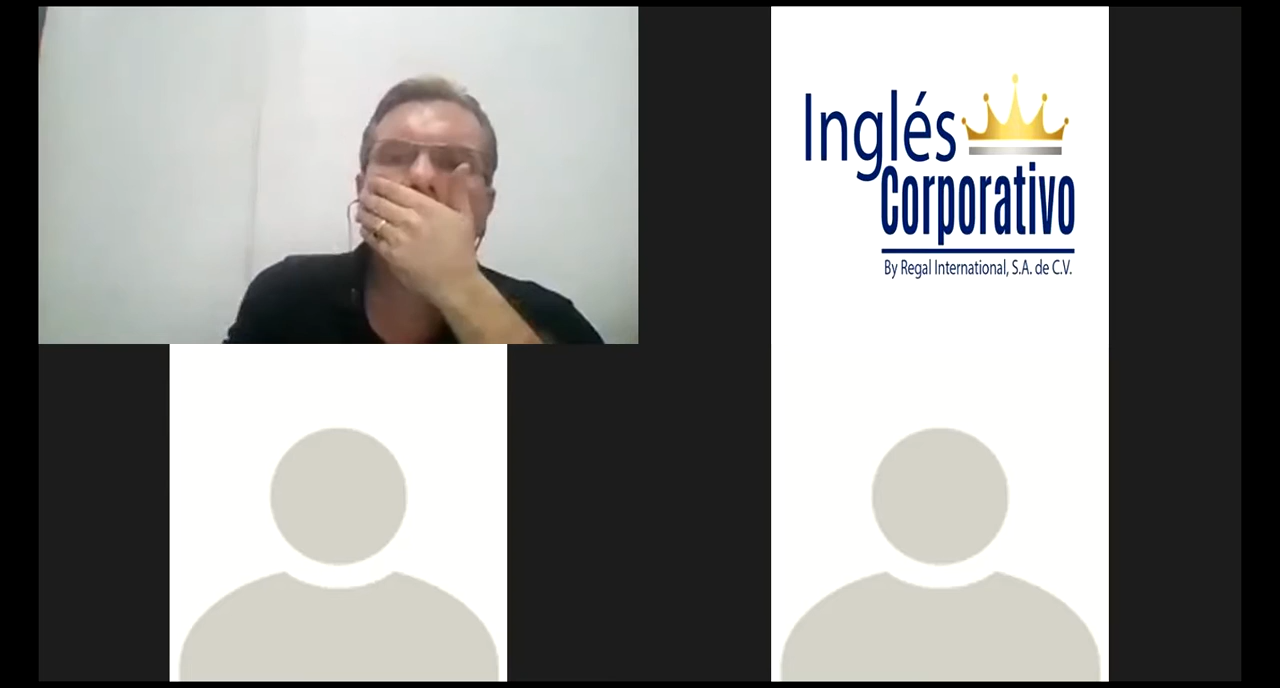 Inglés
Corporativo
By Regal International, S.A. de C.V.